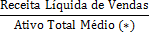 Receita Líquida de Vendas
Ativo Total Médio (*)